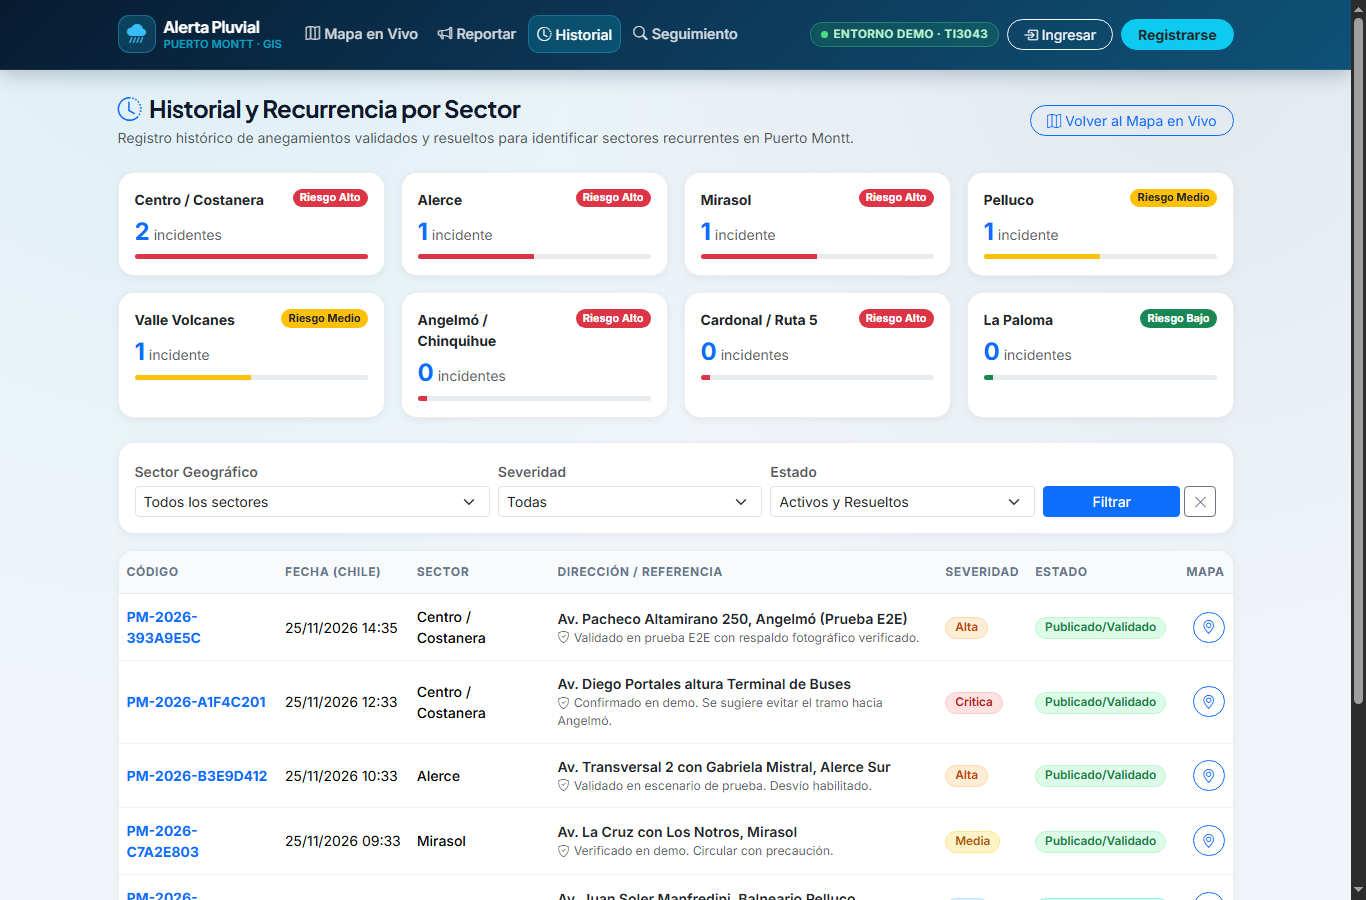 Alerta Pluvial
PUERTO MONTT · GIS
Mapa en Vivo
Reportar
Historial
Seguimiento
ENTORNO DEMO · TI3043
Ingresar
Registrarse
Historial y Recurrencia por Sector
Registro histórico de anegamientos validados y resueltos para identificar sectores recurrentes en Puerto Montt.
Volver al Mapa en Vivo
Centro / Costanera
Riesgo Alto
2 incidentes
Alerce
Riesgo Alto
1 incidente
Mirasol
Riesgo Alto
1 incidente
Pelluco
Riesgo Medio
1 incidente
Valle Volcanes
Riesgo Medio
1 incidente
Angelmó /
Chinquihue
Riesgo Alto
0 incidentes
Cardonal / Ruta 5
Riesgo Alto
0 incidentes
La Paloma
Riesgo Bajo
0 incidentes
Sector Geográfico
Todos los sectores
Severidad
Todas
Estado
Activos y Resueltos
Filtrar
CÓDIGO FECHA (CHILE) SECTOR DIRECCIÓN / REFERENCIA SEVERIDAD ESTADO MAPA
PM-2026-
393A9E5C
25/11/2026 14:35
Centro /
Costanera
Av. Pacheco Altamirano 250, Angelmó (Prueba E2E)
Validado en prueba E2E con respaldo fotográfico verificado.
Alta
Publicado/Validado
PM-2026-A1F4C201
25/11/2026 12:33
Centro /
Costanera
Av. Diego Portales altura Terminal de Buses
Confirmado en demo. Se sugiere evitar el tramo hacia
Angelmó.
Critica
Publicado/Validado
PM-2026-B3E9D412
25/11/2026 10:33
Alerce
Av. Transversal 2 con Gabriela Mistral, Alerce Sur
Validado en escenario de prueba. Desvío habilitado.
Alta
Publicado/Validado
PM-2026-
C7A2E803
25/11/2026 09:33
Mirasol
Av. La Cruz con Los Notros, Mirasol
Verificado en demo. Circular con precaución.
Media
Publicado/Validado
PM-2026-
Av. Juan Soler Manfredini, Balneario Pelluco